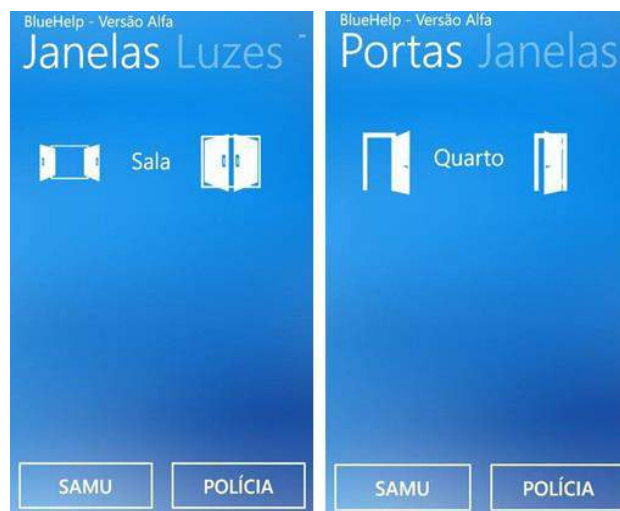 BlueHelp - Versão Alfa
Janelas Luzes
Sala
SAMU POLÍCIA
BlueHelp - Versão Alfa
Portas Janelas
Quarto
SAMU POLÍCIA